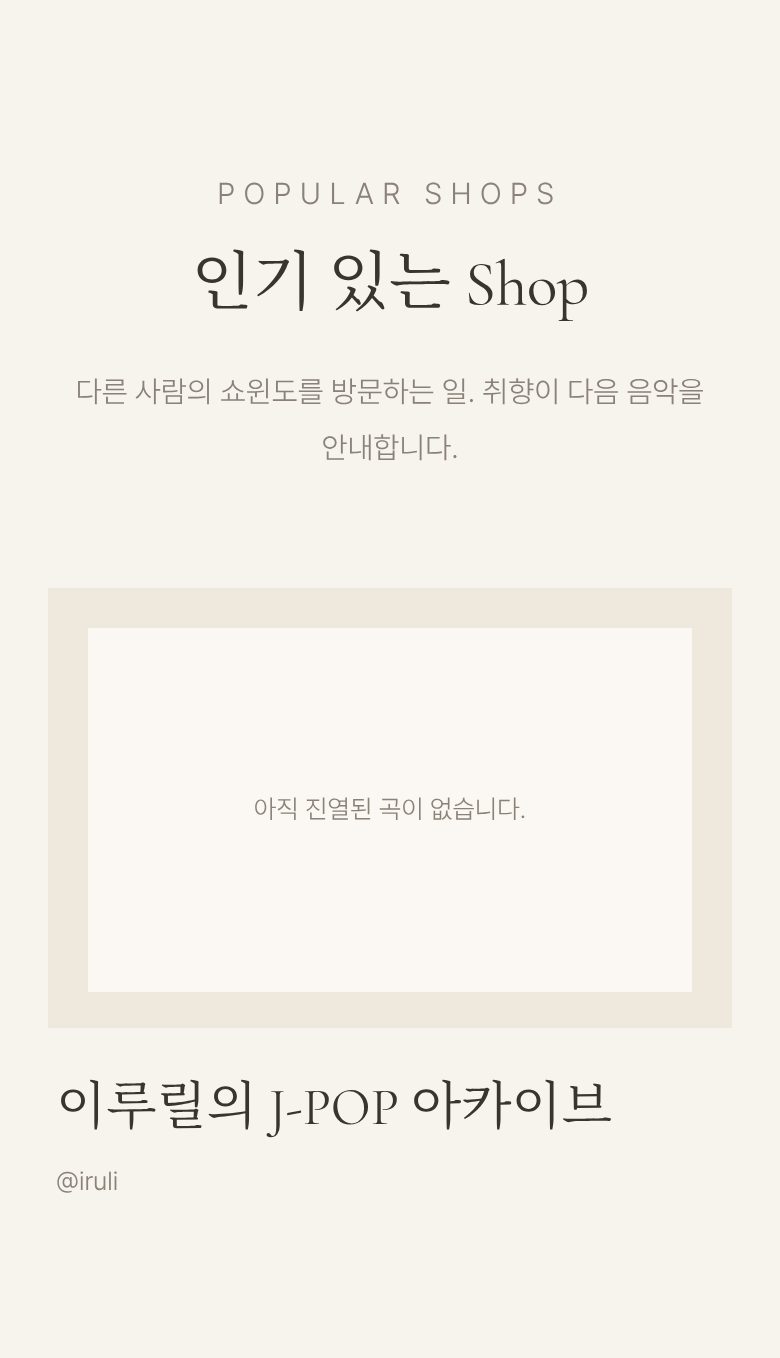 POPULAR SHOPS
인기 있는 Shop
다른 사람의 쇼윈도를 방문하는 일. 취향이 다음 음악을
안내합니다.
아직 진열된 곡이 없습니다.
이루릴의 J-POP 아카이브
@iruli